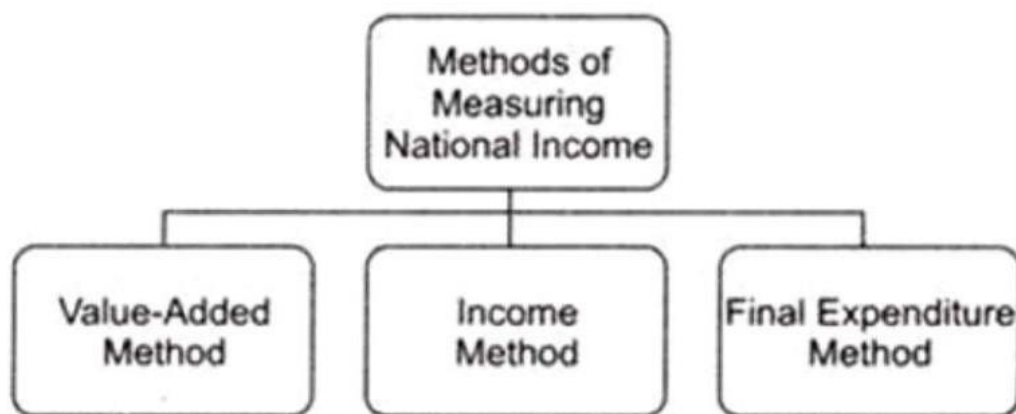 Methods of
Measuring
National Income
Value-Added
Method
Income
Method
Final Expenditure
Method